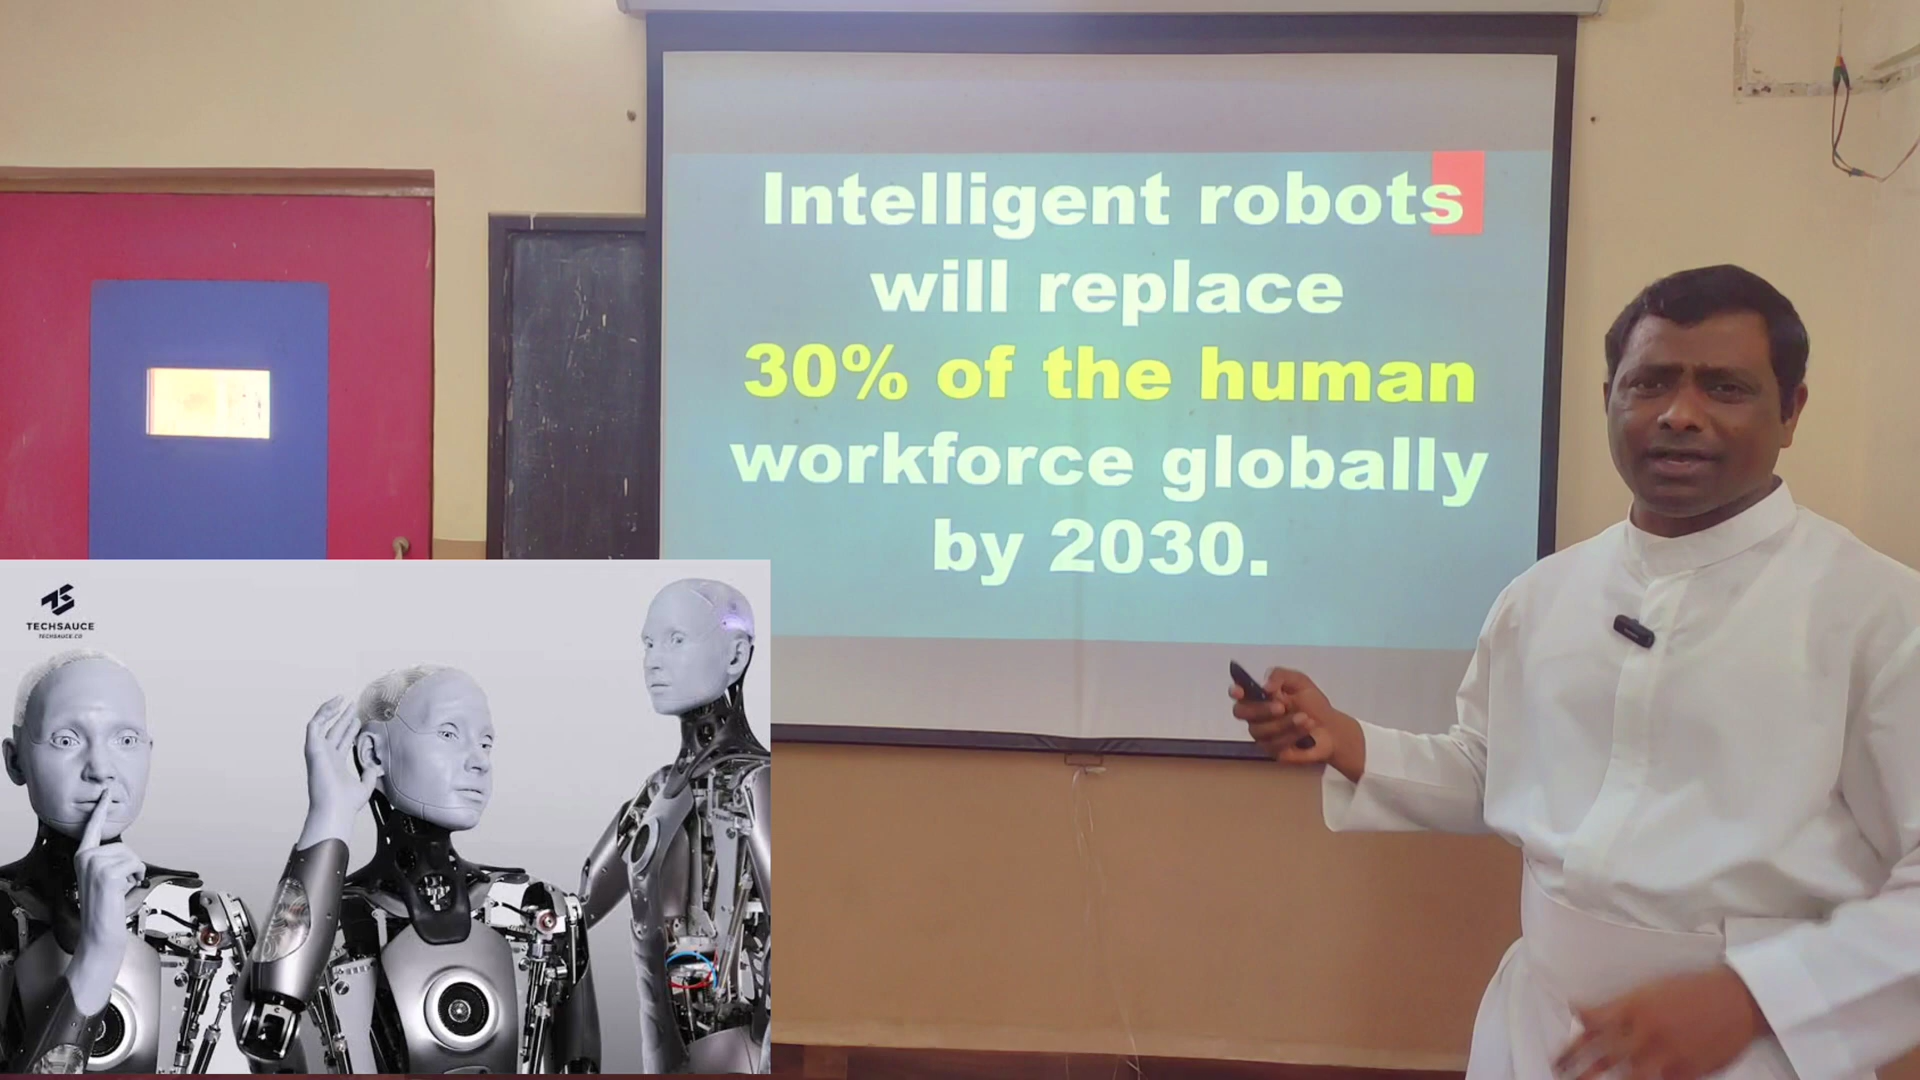 Intelligent robots
will replace
30% of the human
workforce globally
by 2030.
TECHSAUCE
TECHSAUCE.CO